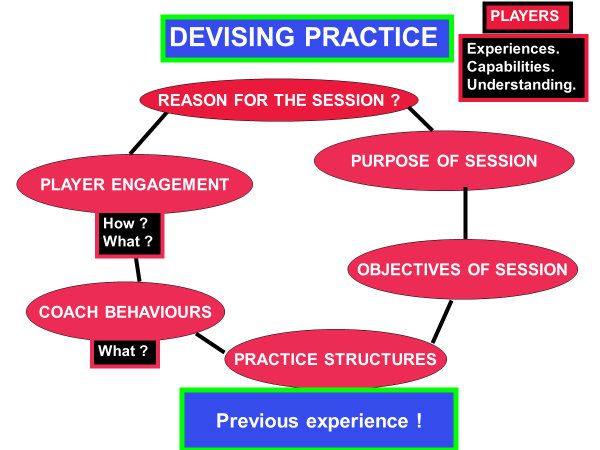 DEVISING PRACTICE
PLAYERS
Experiences.
Capabilities.
Understanding.
REASON FOR THE SESSION ?
PURPOSE OF SESSION
PLAYER ENGAGEMENT
How ?
What ?
OBJECTIVES OF SESSION
COACH BEHAVIOURS
What ?
PRACTICE STRUCTURES
Previous experience !